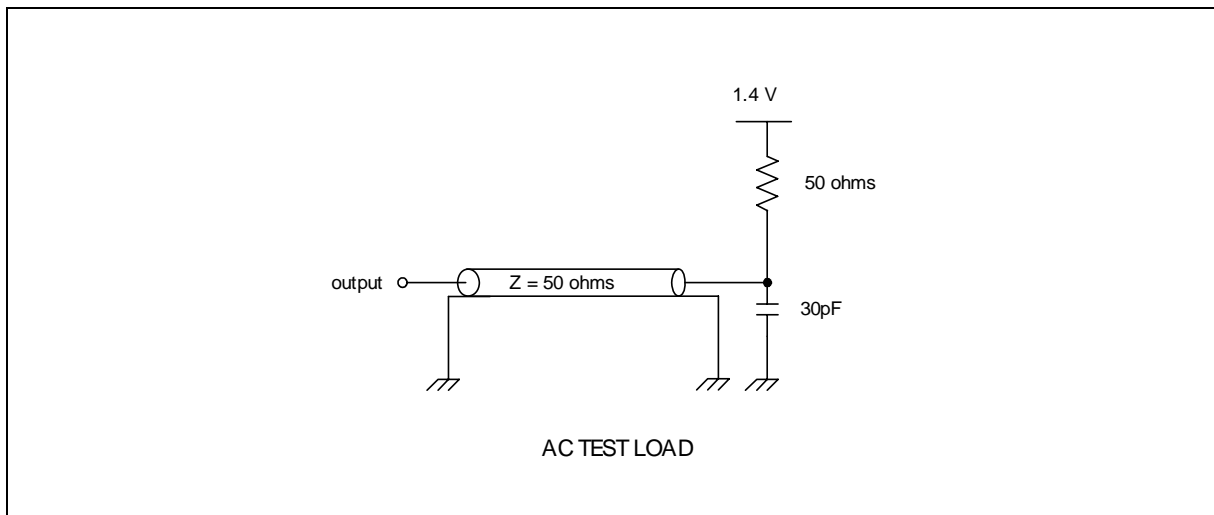 1.4 V
50 ohms
output
Z = 50 ohms
30pF
AC TEST LOAD